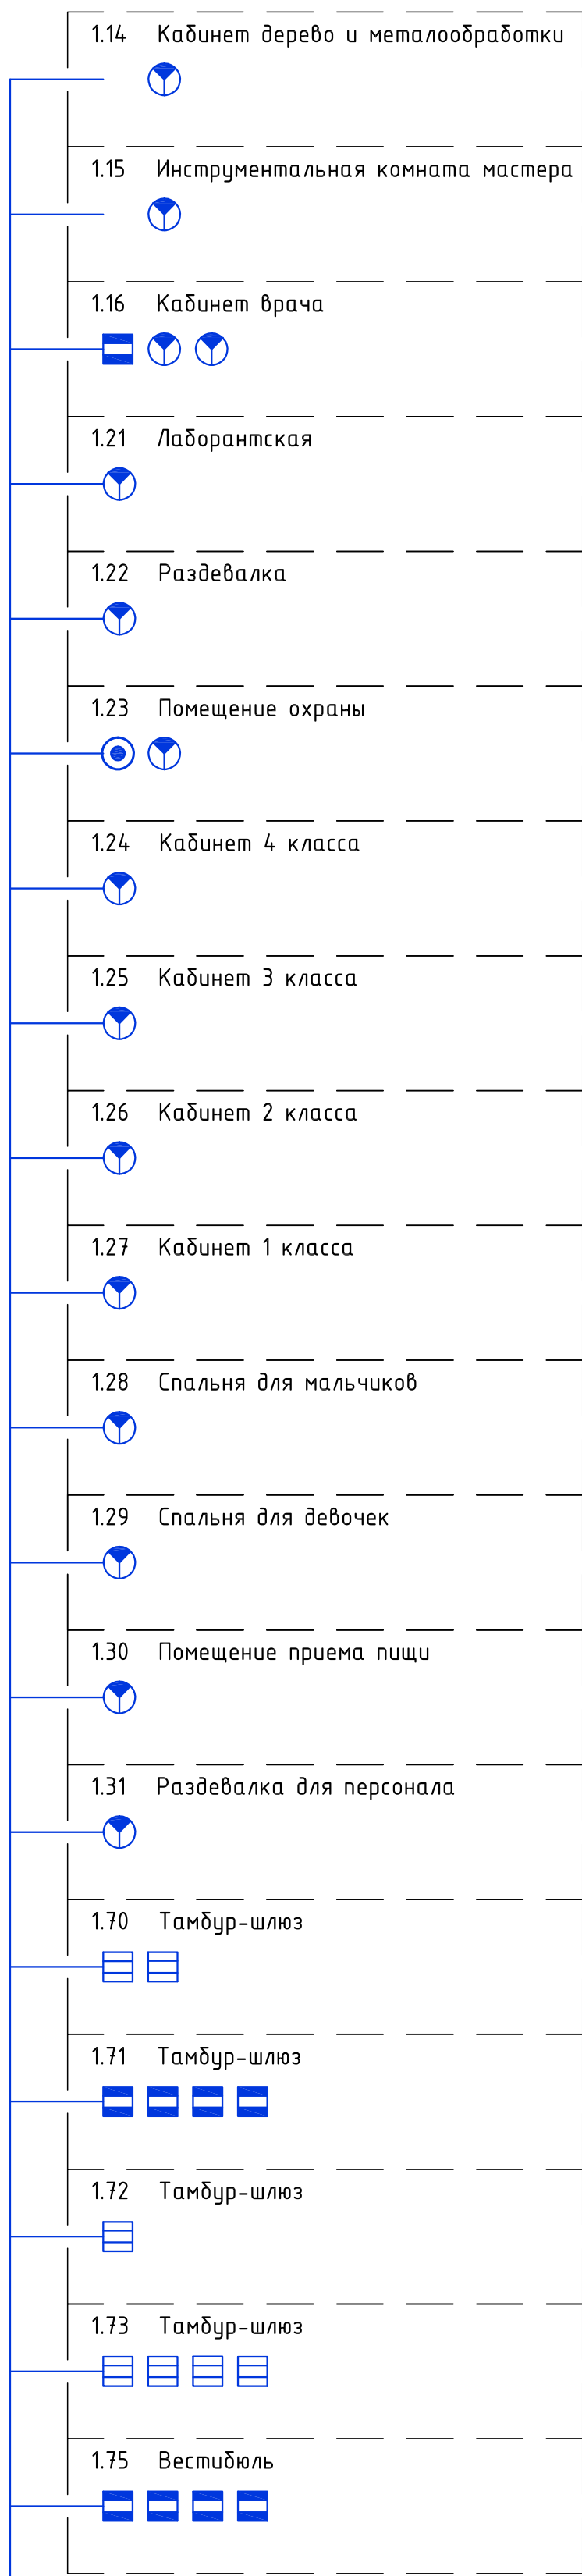 1.14 Кабинет дерево и металообработки
1.15 Инструментальная комната мастера
1.16 Кабинет врача
1.21 Лаборантская
1.22 Раздевалка
1.23 Помещение охраны
1.24 Кабинет 4 класса
1.25 Кабинет 3 класса
1.26 Кабинет 2 класса
1.27 Кабинет 1 класса
1.28 Спальня для мальчиков
1.29 Спальня для девочек
1.30 Помещение приема пищи
1.31 Раздевалка для персонала
1.70 Тамбур-шлюз
1.71 Тамбур-шлюз
1.72 Тамбур-шлюз
1.73 Тамбур-шлюз
1.75 Вестибюль